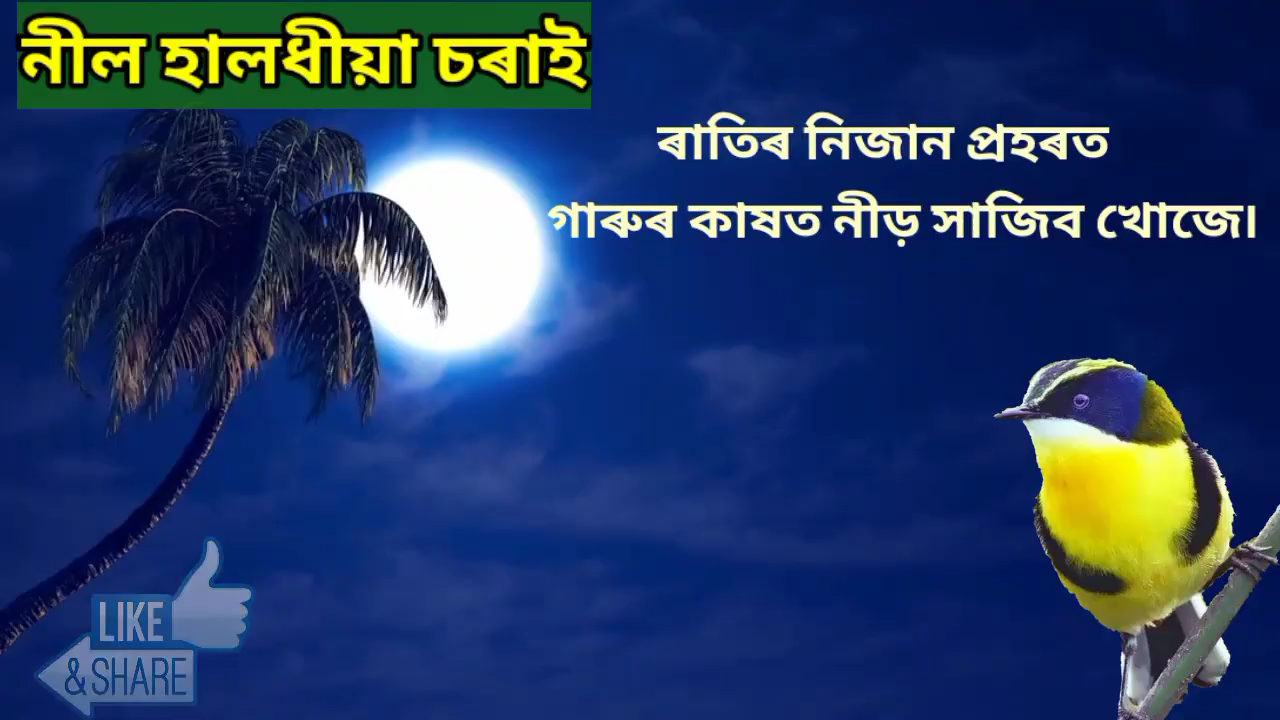 নীল হালধীয়া চৰাই
ৰাতিৰ নিজান প্ৰহৰত
গাৰুৰ কাষত নীড় সাজিব খোজে।
LIKE
&SHARE